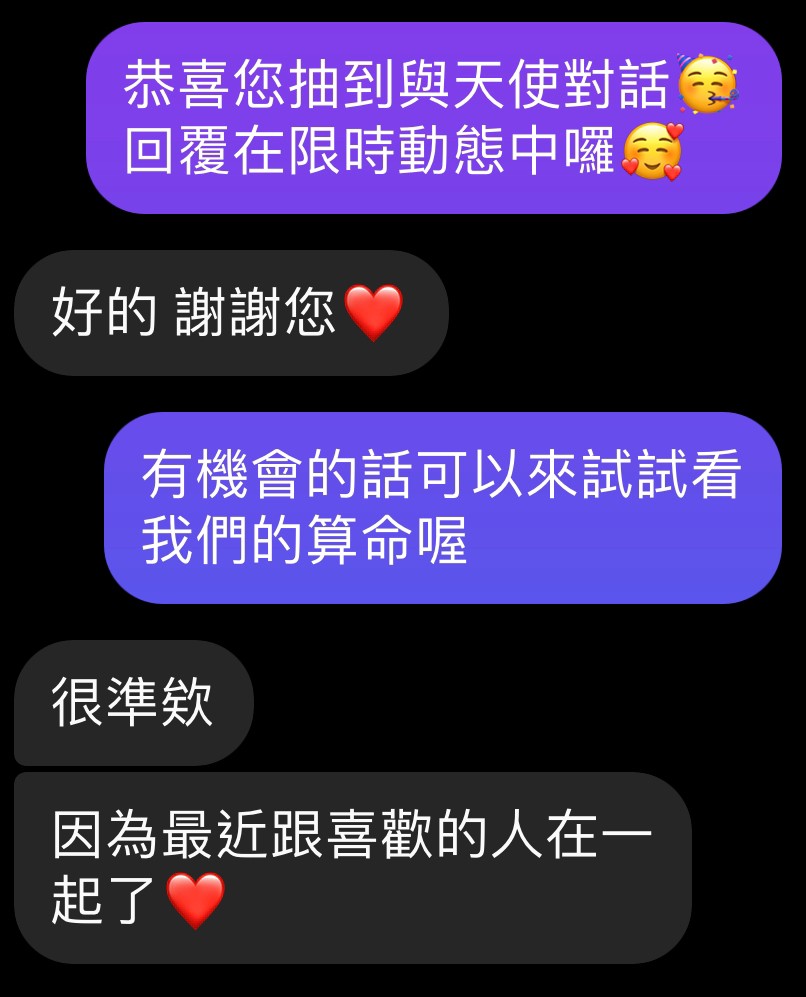 恭喜您抽到與天使對話🥳
回覆在限時動態中囉🥰
好的 謝謝您❤️
有機會的話可以來試試看
我們的算命喔
很準欸
因為最近跟喜歡的人在一
起了❤️